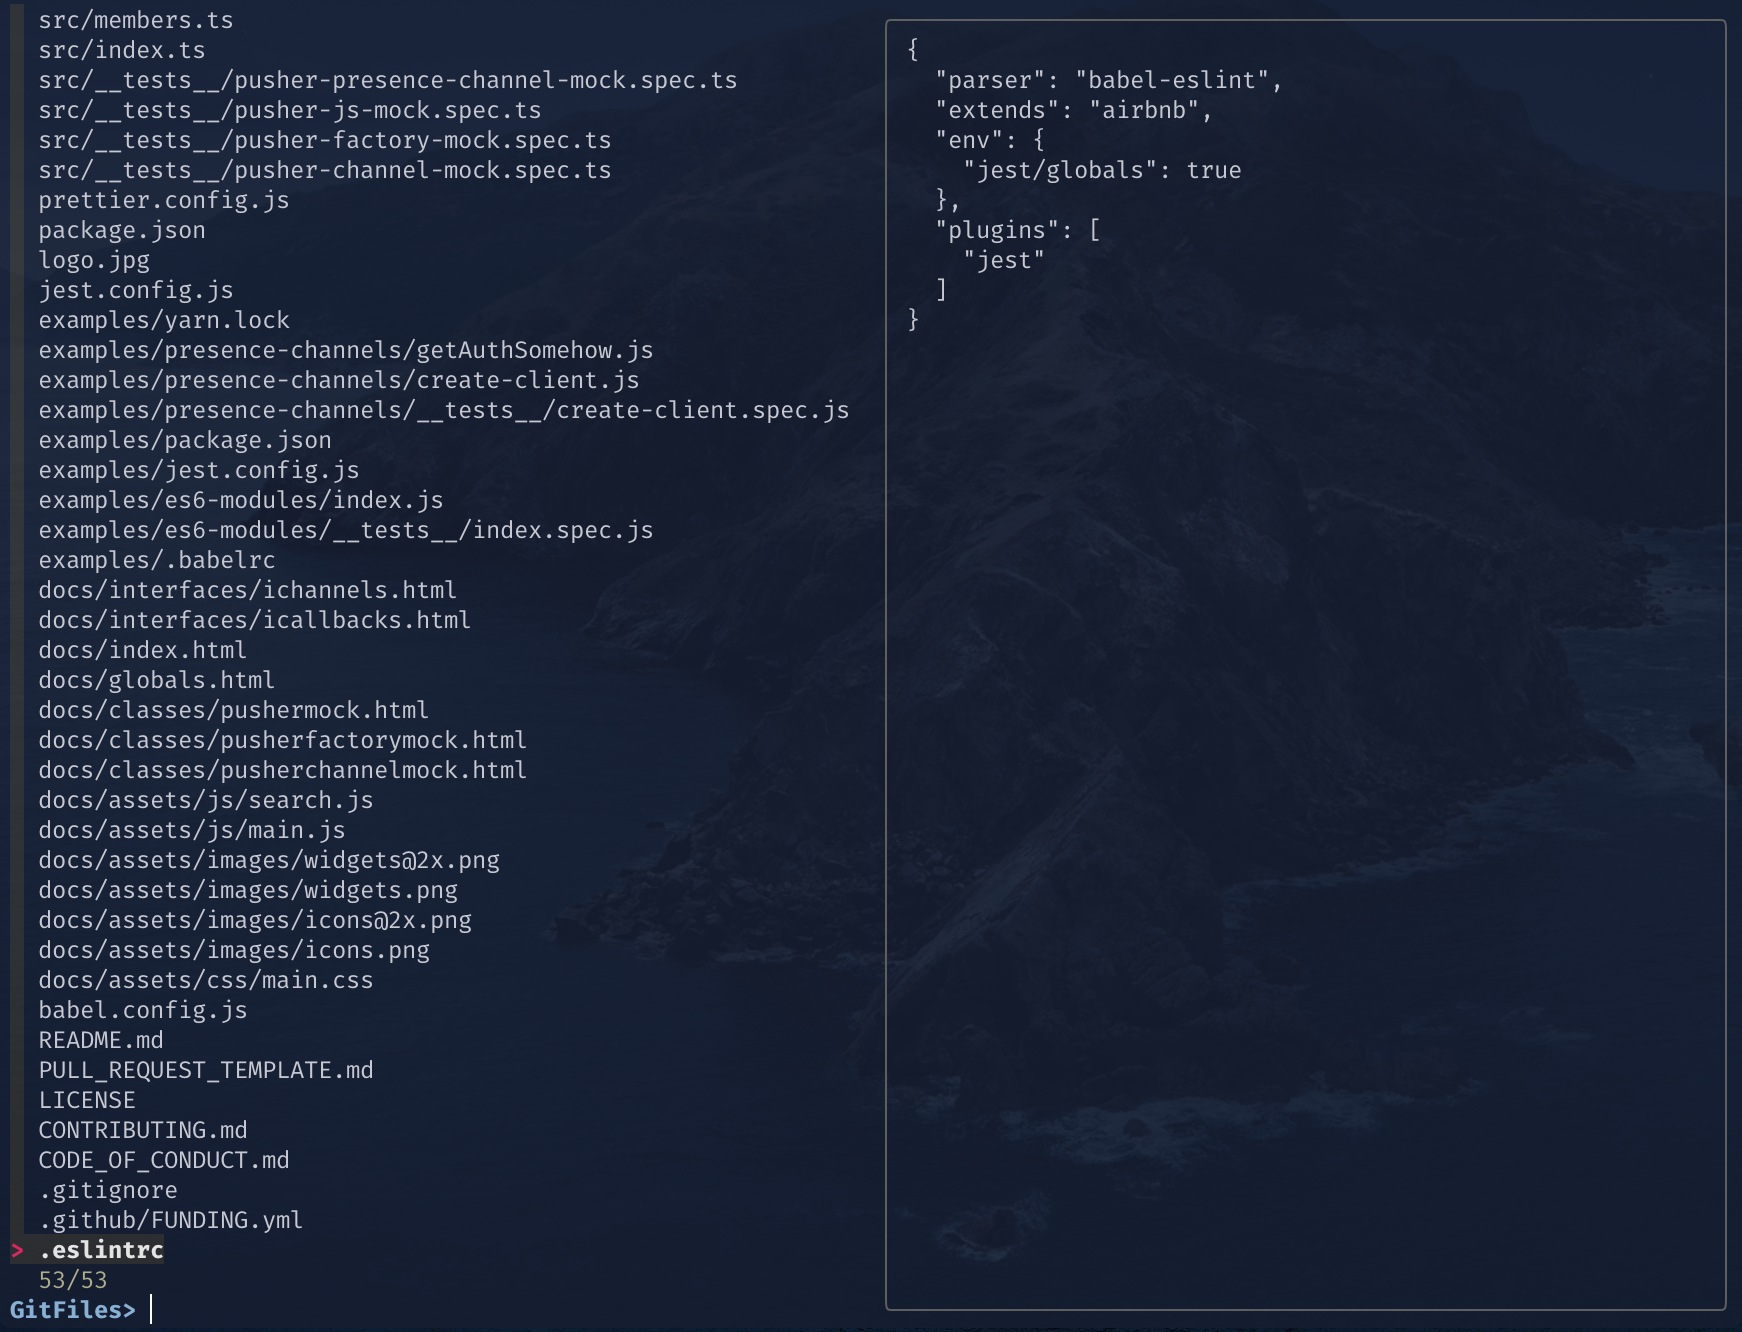 src/members.ts
src/index.ts
src/__tests__/pusher-presence-channel-mock.spec.ts
src/__tests__/pusher-js-mock.spec.ts
src/__tests__/pusher-factory-mock.spec.ts
src/__tests__/pusher-channel-mock.spec.ts
prettier.config.js
package.json
logo.jpg
jest.config.js
examples/yarn.lock
examples/presence-channels/getAuthSomehow.js
examples/presence-channels/create-client.js
examples/presence-channels/__tests__/create-client.spec.js
examples/package.json
examples/jest.config.js
examples/es6-modules/index.js
examples/es6-modules/__tests__/index.spec.js
examples/.babelrc
docs/interfaces/ichannels.html
docs/interfaces/icallbacks.html
docs/index.html
docs/globals.html
docs/classes/pushermock.html
docs/classes/pusherfactorymock.html
docs/classes/pusherchannelmock.html
docs/assets/js/search.js
docs/assets/js/main.js
docs/assets/images/widgets@2x.png
docs/assets/images/widgets.png
docs/assets/images/icons@2x.png
docs/assets/images/icons.png
docs/assets/css/main.css
babel.config.js
README.md
PULL_REQUEST_TEMPLATE.md
LICENSE
CONTRIBUTING.md
CODE_OF_CONDUCT.md
.gitignore
.github/FUNDING.yml
> .eslintrc
53/53
GitFiles>
{
  "parser": "babel-eslint",
  "extends": "airbnb",
  "env": {
    "jest/globals": true
  },
  "plugins": [
    "jest"
  ]
}